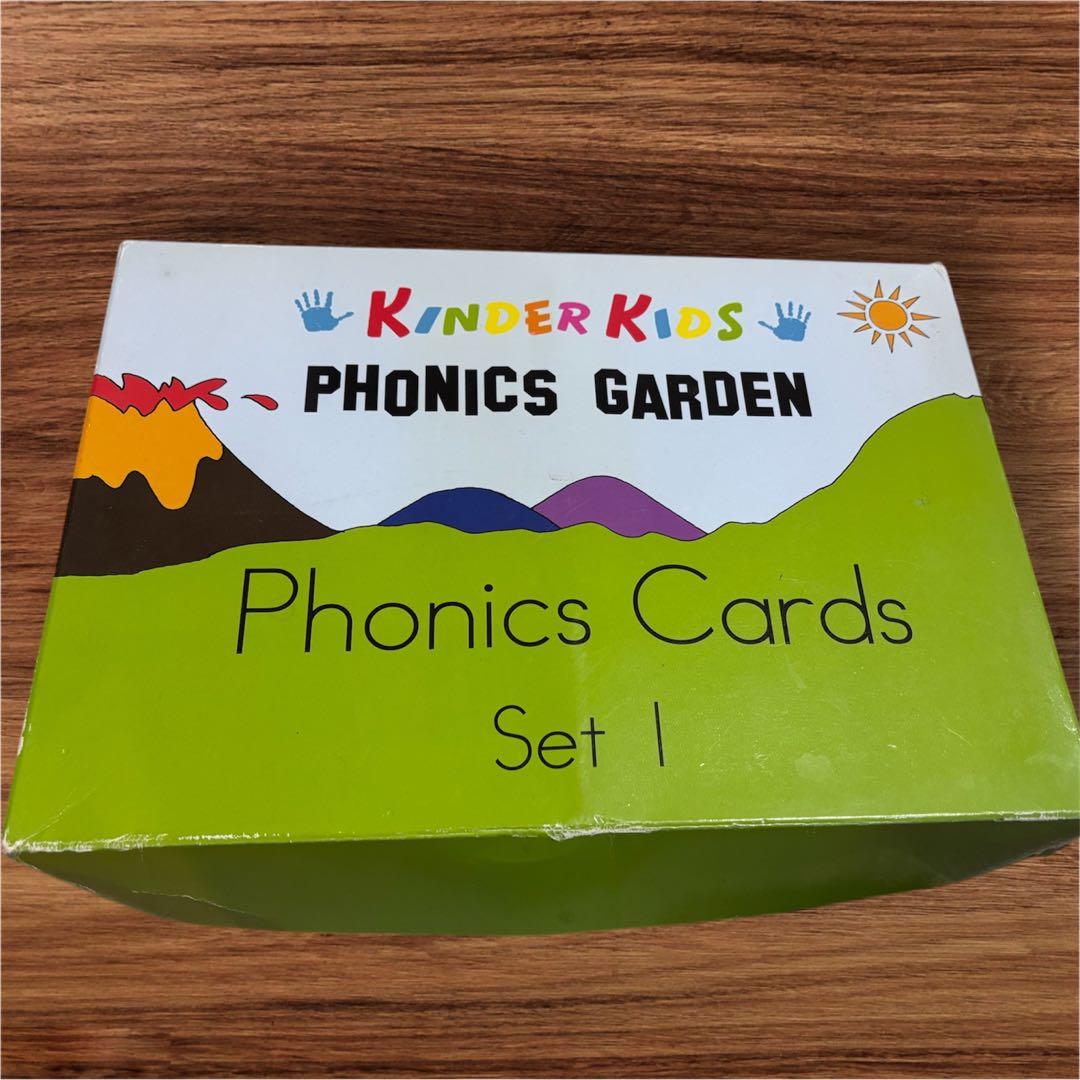 KINDER KIDS
PHONICS GARDEN
Phonics Cards
Set 1